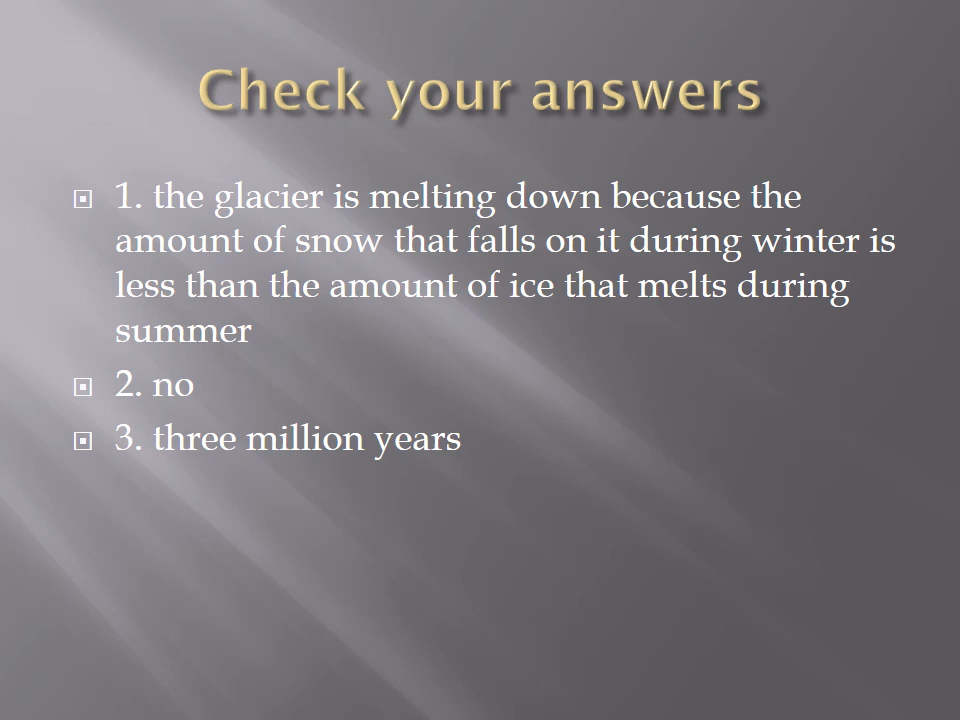 Check your answers
1. the glacier is melting down because the
amount of snow that falls on it during winter is
less than the amount of ice that melts during
summer
2. no
3. three million years